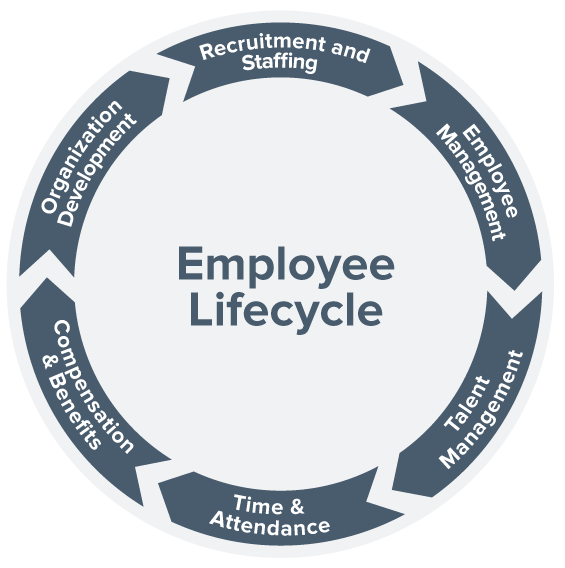 Recruitment and
Staffing
Employee
Management
Talent
Management
Time &
Attendance
Compensation
& Benefits
Organization
Development
Employee
Lifecycle